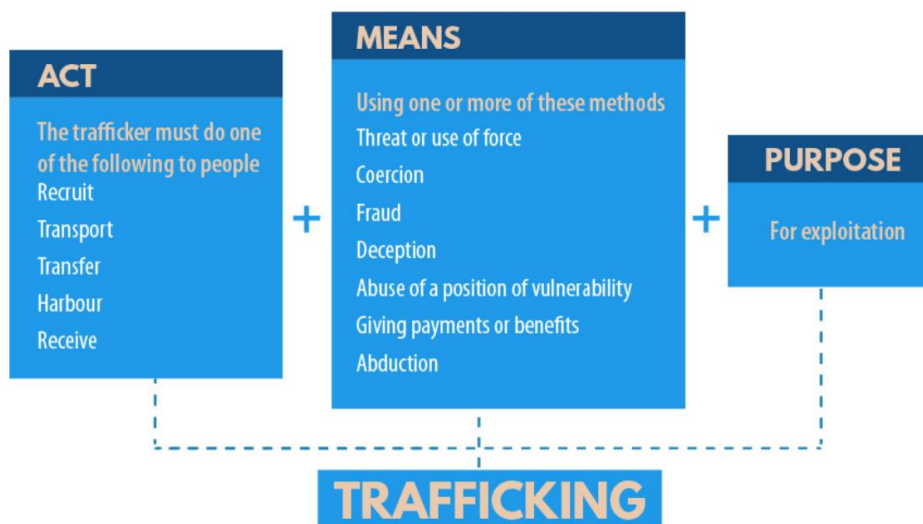 ACT
The trafficker must do one
of the following to people
Recruit
Transport
Transfer
Harbour
Receive
+
MEANS
Using one or more of these methods
Threat or use of force
Coercion
Fraud
Deception
Abuse of a position of vulnerability
Giving payments or benefits
Abduction
+
PURPOSE
For exploitation
TRAFFICKING